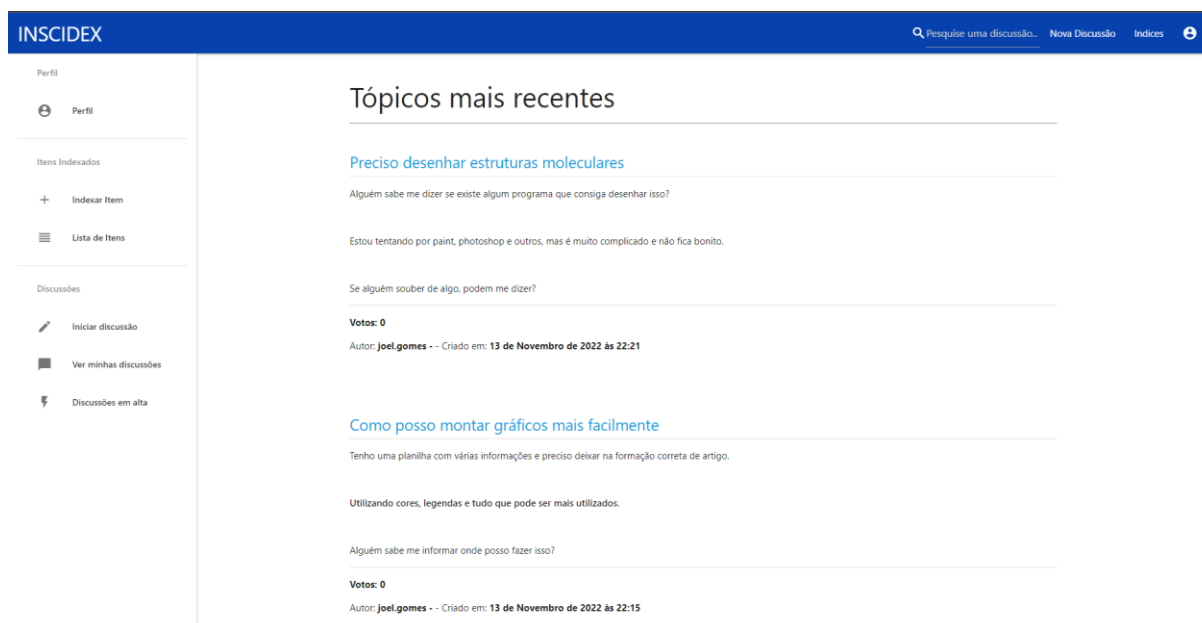 INSCIDEX
Pesquise uma discussão... Nova Discussão Indices
Perfil
Perfil
Itens Indexados
Indexar Item
Lista de Itens
Discussões
Iniciar discussão
Ver minhas discussões
Discussões em alta
Tópicos mais recentes
Preciso desenhar estruturas moleculares
Alguém sabe me dizer se existe algum programa que consiga desenhar isso?
Estou tentando por paint, photoshop e outros, mas é muito complicado e não fica bonito.
Se alguém souber de algo, podem me dizer?
Votos: 0
Autor: joel.gomes - - Criado em: 13 de Novembro de 2022 às 22:21
Como posso montar gráficos mais facilmente
Tenho uma planilha com várias informações e preciso deixar na formação correta de artigo.
Utilizando cores, legendas e tudo que pode ser mais utilizados.
Alguém sabe me informar onde posso fazer isso?
Votos: 0
Autor: joel.gomes - - Criado em: 13 de Novembro de 2022 às 22:15